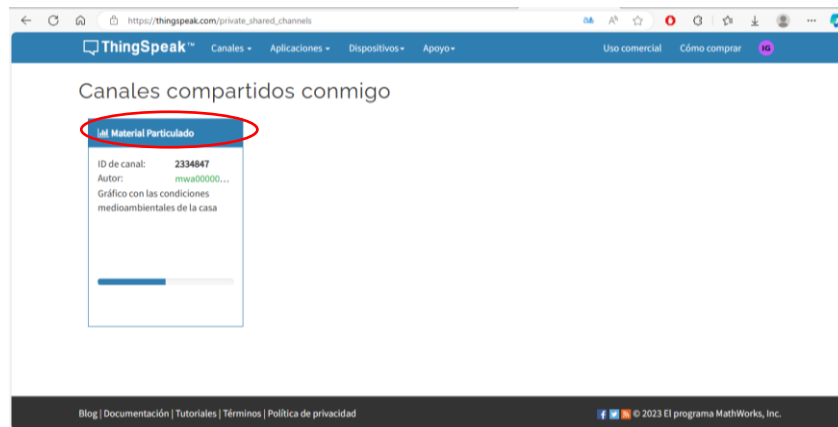 https://thingspeak.com/private_shared_channels
ThingSpeak™ Canales Aplicaciones Dispositivos Apoyo Uso comercial Cómo comprar IG
Canales compartidos conmigo
Material Particulado
ID de canal: 2334847
Autor: mwa00000...
Gráfico con las condiciones
medioambientales de la casa
Blog | Documentación | Tutoriales | Términos | Política de privacidad © 2023 El programa MathWorks, Inc.